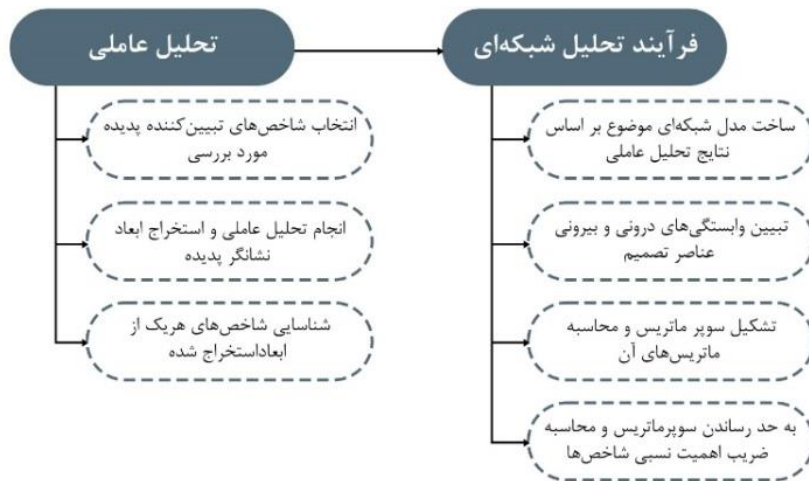 تحلیل عاملی
انتخاب شاخص‌های تبیین‌کننده پدیده
مورد بررسی
انجام تحلیل عاملی و استخراج ابعاد
نشانگر پدیده
شناسایی شاخص‌های هریک از
ابعاداستخراج شده
فرآیند تحلیل شبکه‌ای
ساخت مدل شبکه‌ای موضوع بر اساس
نتایج تحلیل عاملی
تبیین وابستگی‌های درونی و بیرونی
عناصر تصمیم
تشکیل سوپر ماتریس و محاسبه
ماتریس‌های آن
به حد رساندن سوپرماتریس و محاسبه
ضریب اهمیت نسبی شاخص‌ها